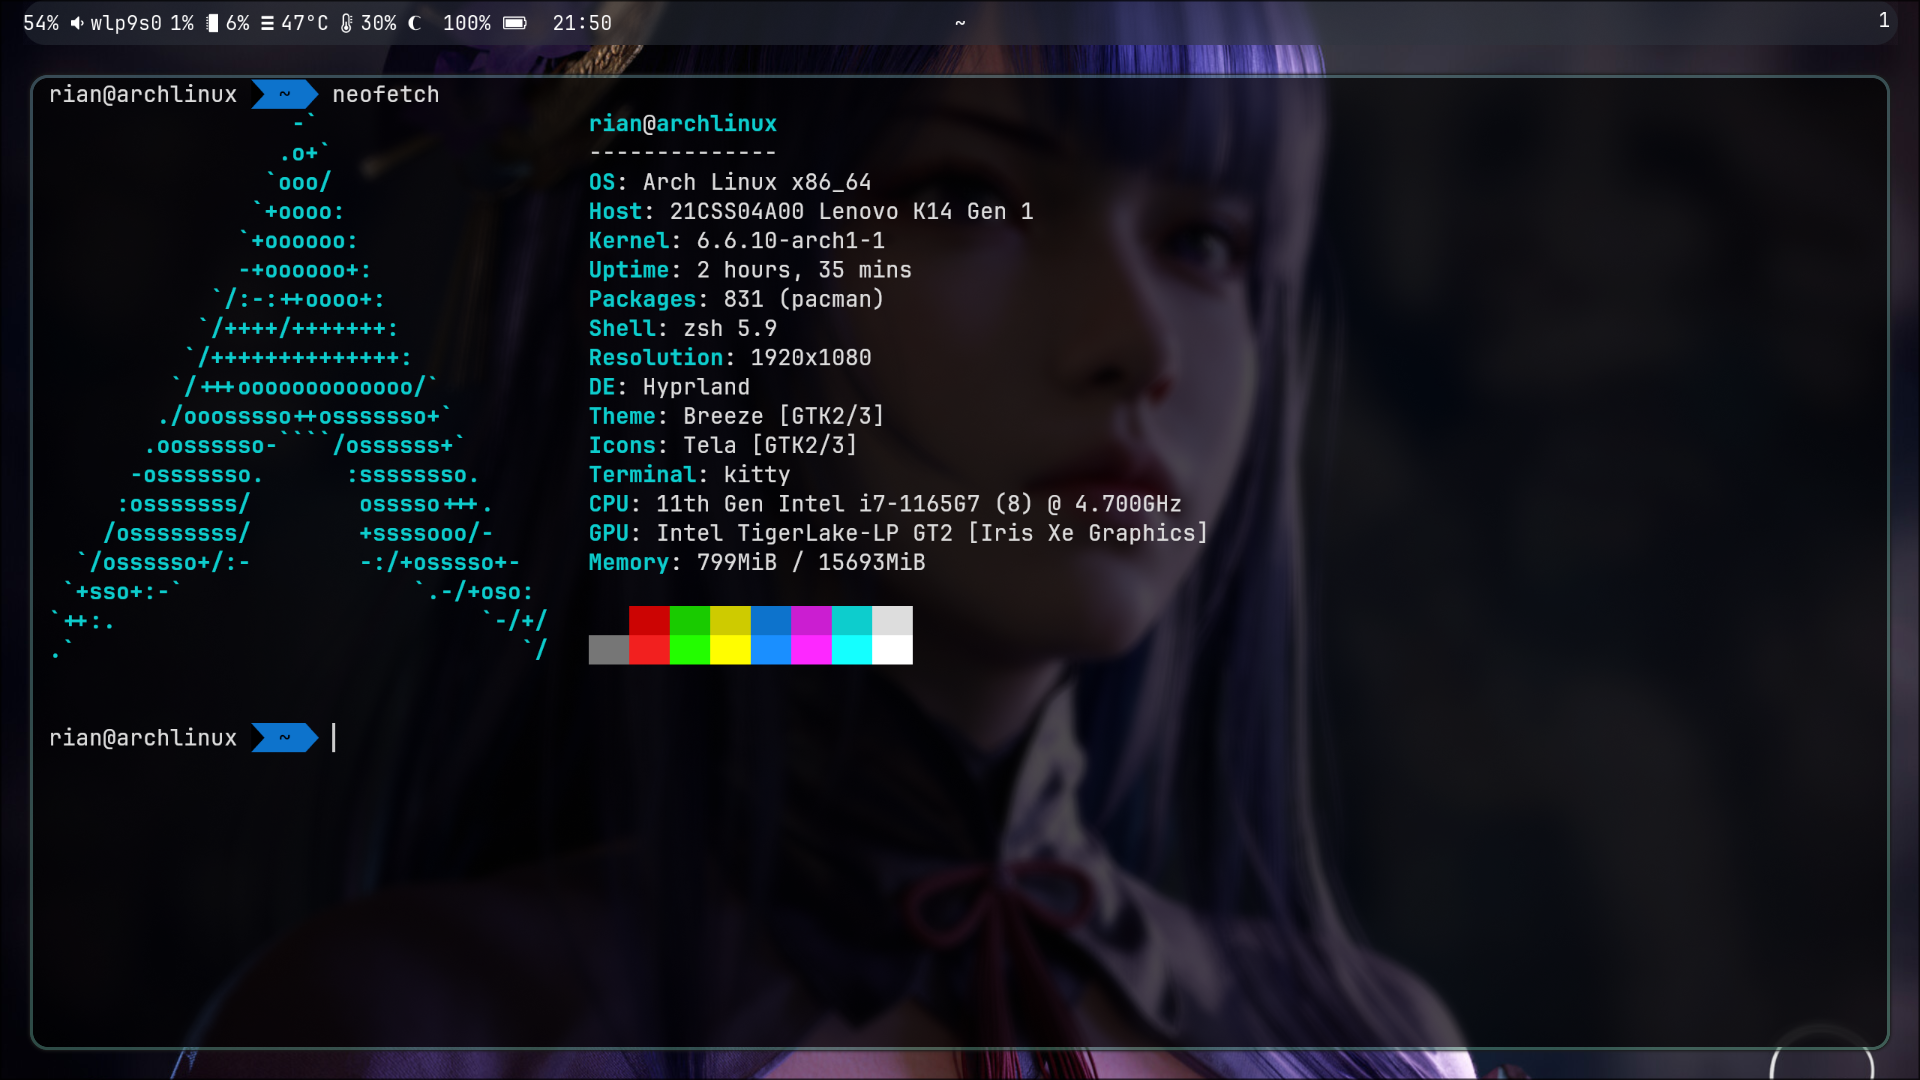 54% wlp9s0 1% 6% 47°C 30% 100% 21:50 ~ 1
rian@archlinux ~ neofetch
-`
.o+`
`ooo/
`+oooo:
`+oooooo:
-+oooooo+:
`/:-:++oooo+:
`/++++/+++++++:
`/++++++++++++++:
`/+++ooooooooooooo/`
./ooosssso++osssssso+`
.oossssso-````/ossssss+`
-osssssso. :ssssssso.
:osssssss/ osssso+++.
/ossssssss/ +ssssooo/-
`/ossssso+/:- -:/+osssso+-
`+sso+:-` `.-/+oso:
`++:. `-/+/
.` `/
rian@archlinux
--------------
OS: Arch Linux x86_64
Host: 21CSS04A00 Lenovo K14 Gen 1
Kernel: 6.6.10-arch1-1
Uptime: 2 hours, 35 mins
Packages: 831 (pacman)
Shell: zsh 5.9
Resolution: 1920x1080
DE: Hyprland
Theme: Breeze [GTK2/3]
Icons: Tela [GTK2/3]
Terminal: kitty
CPU: 11th Gen Intel i7-1165G7 (8) @ 4.700GHz
GPU: Intel TigerLake-LP GT2 [Iris Xe Graphics]
Memory: 799MiB / 15693MiB
rian@archlinux ~